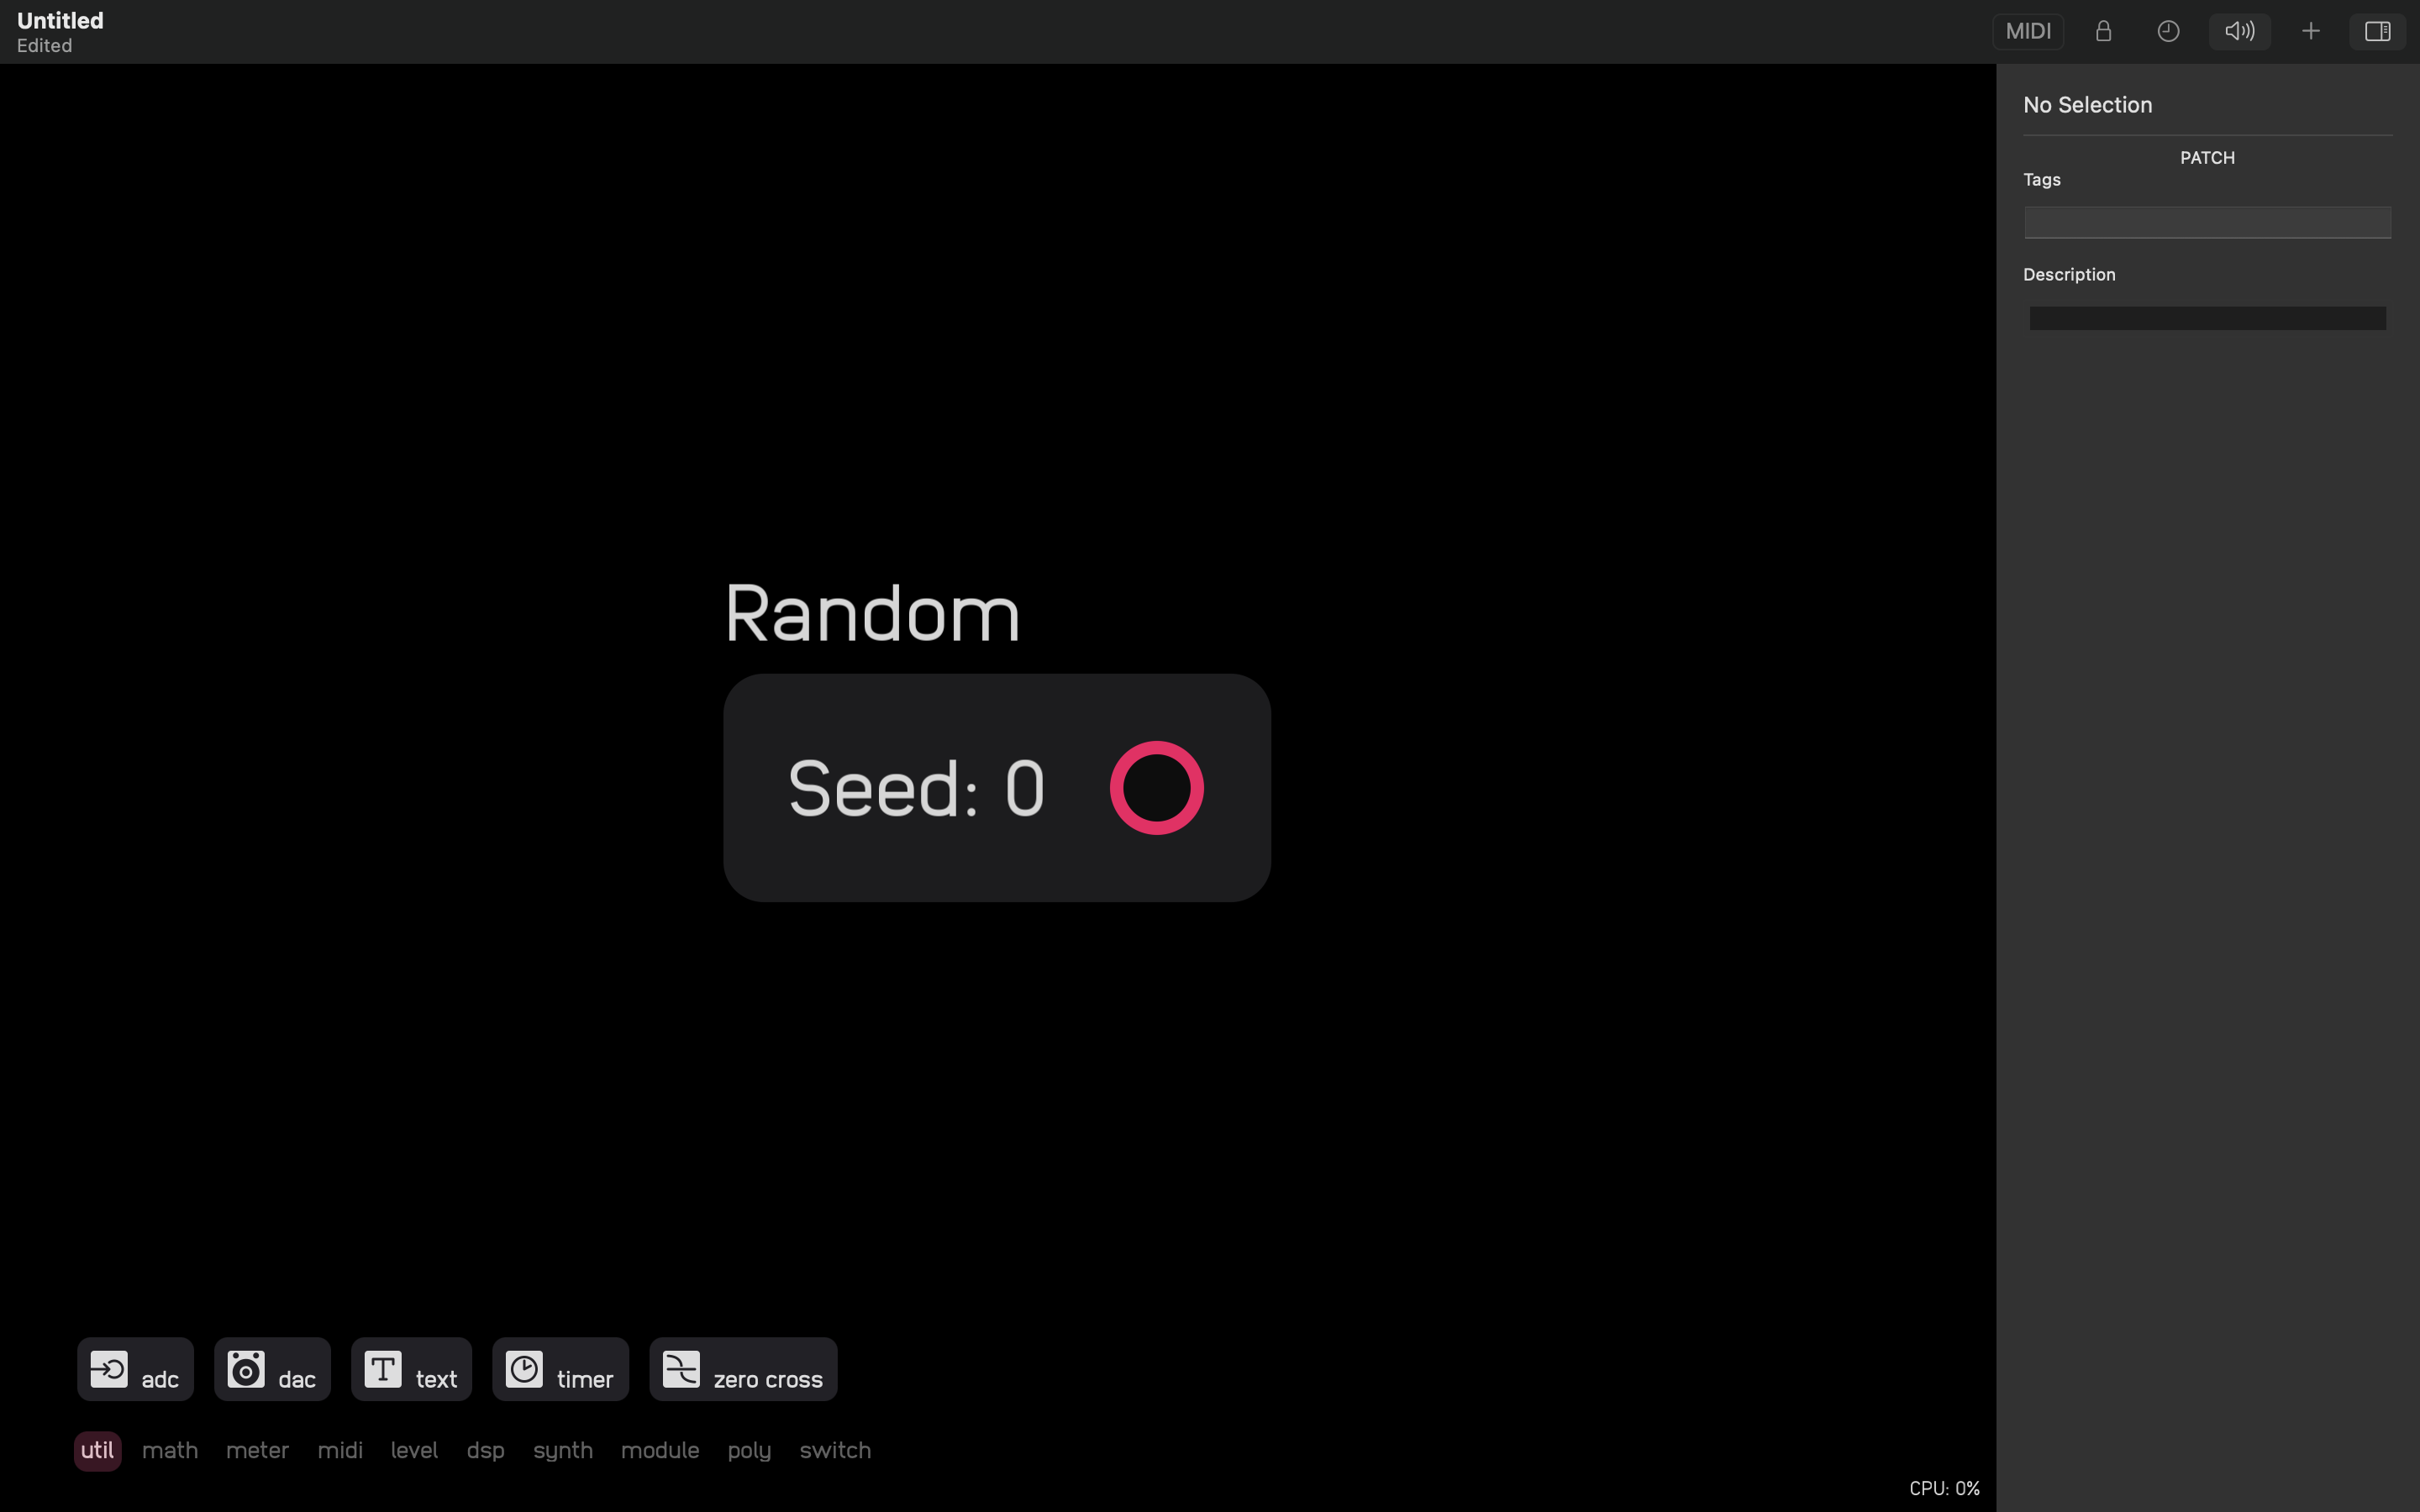 Untitled
Edited
MIDI
No Selection
PATCH
Tags
Description
Random
Seed: 0
adc
dac
text
timer
zero cross
util math meter midi level dsp synth module poly switch
CPU: 0%